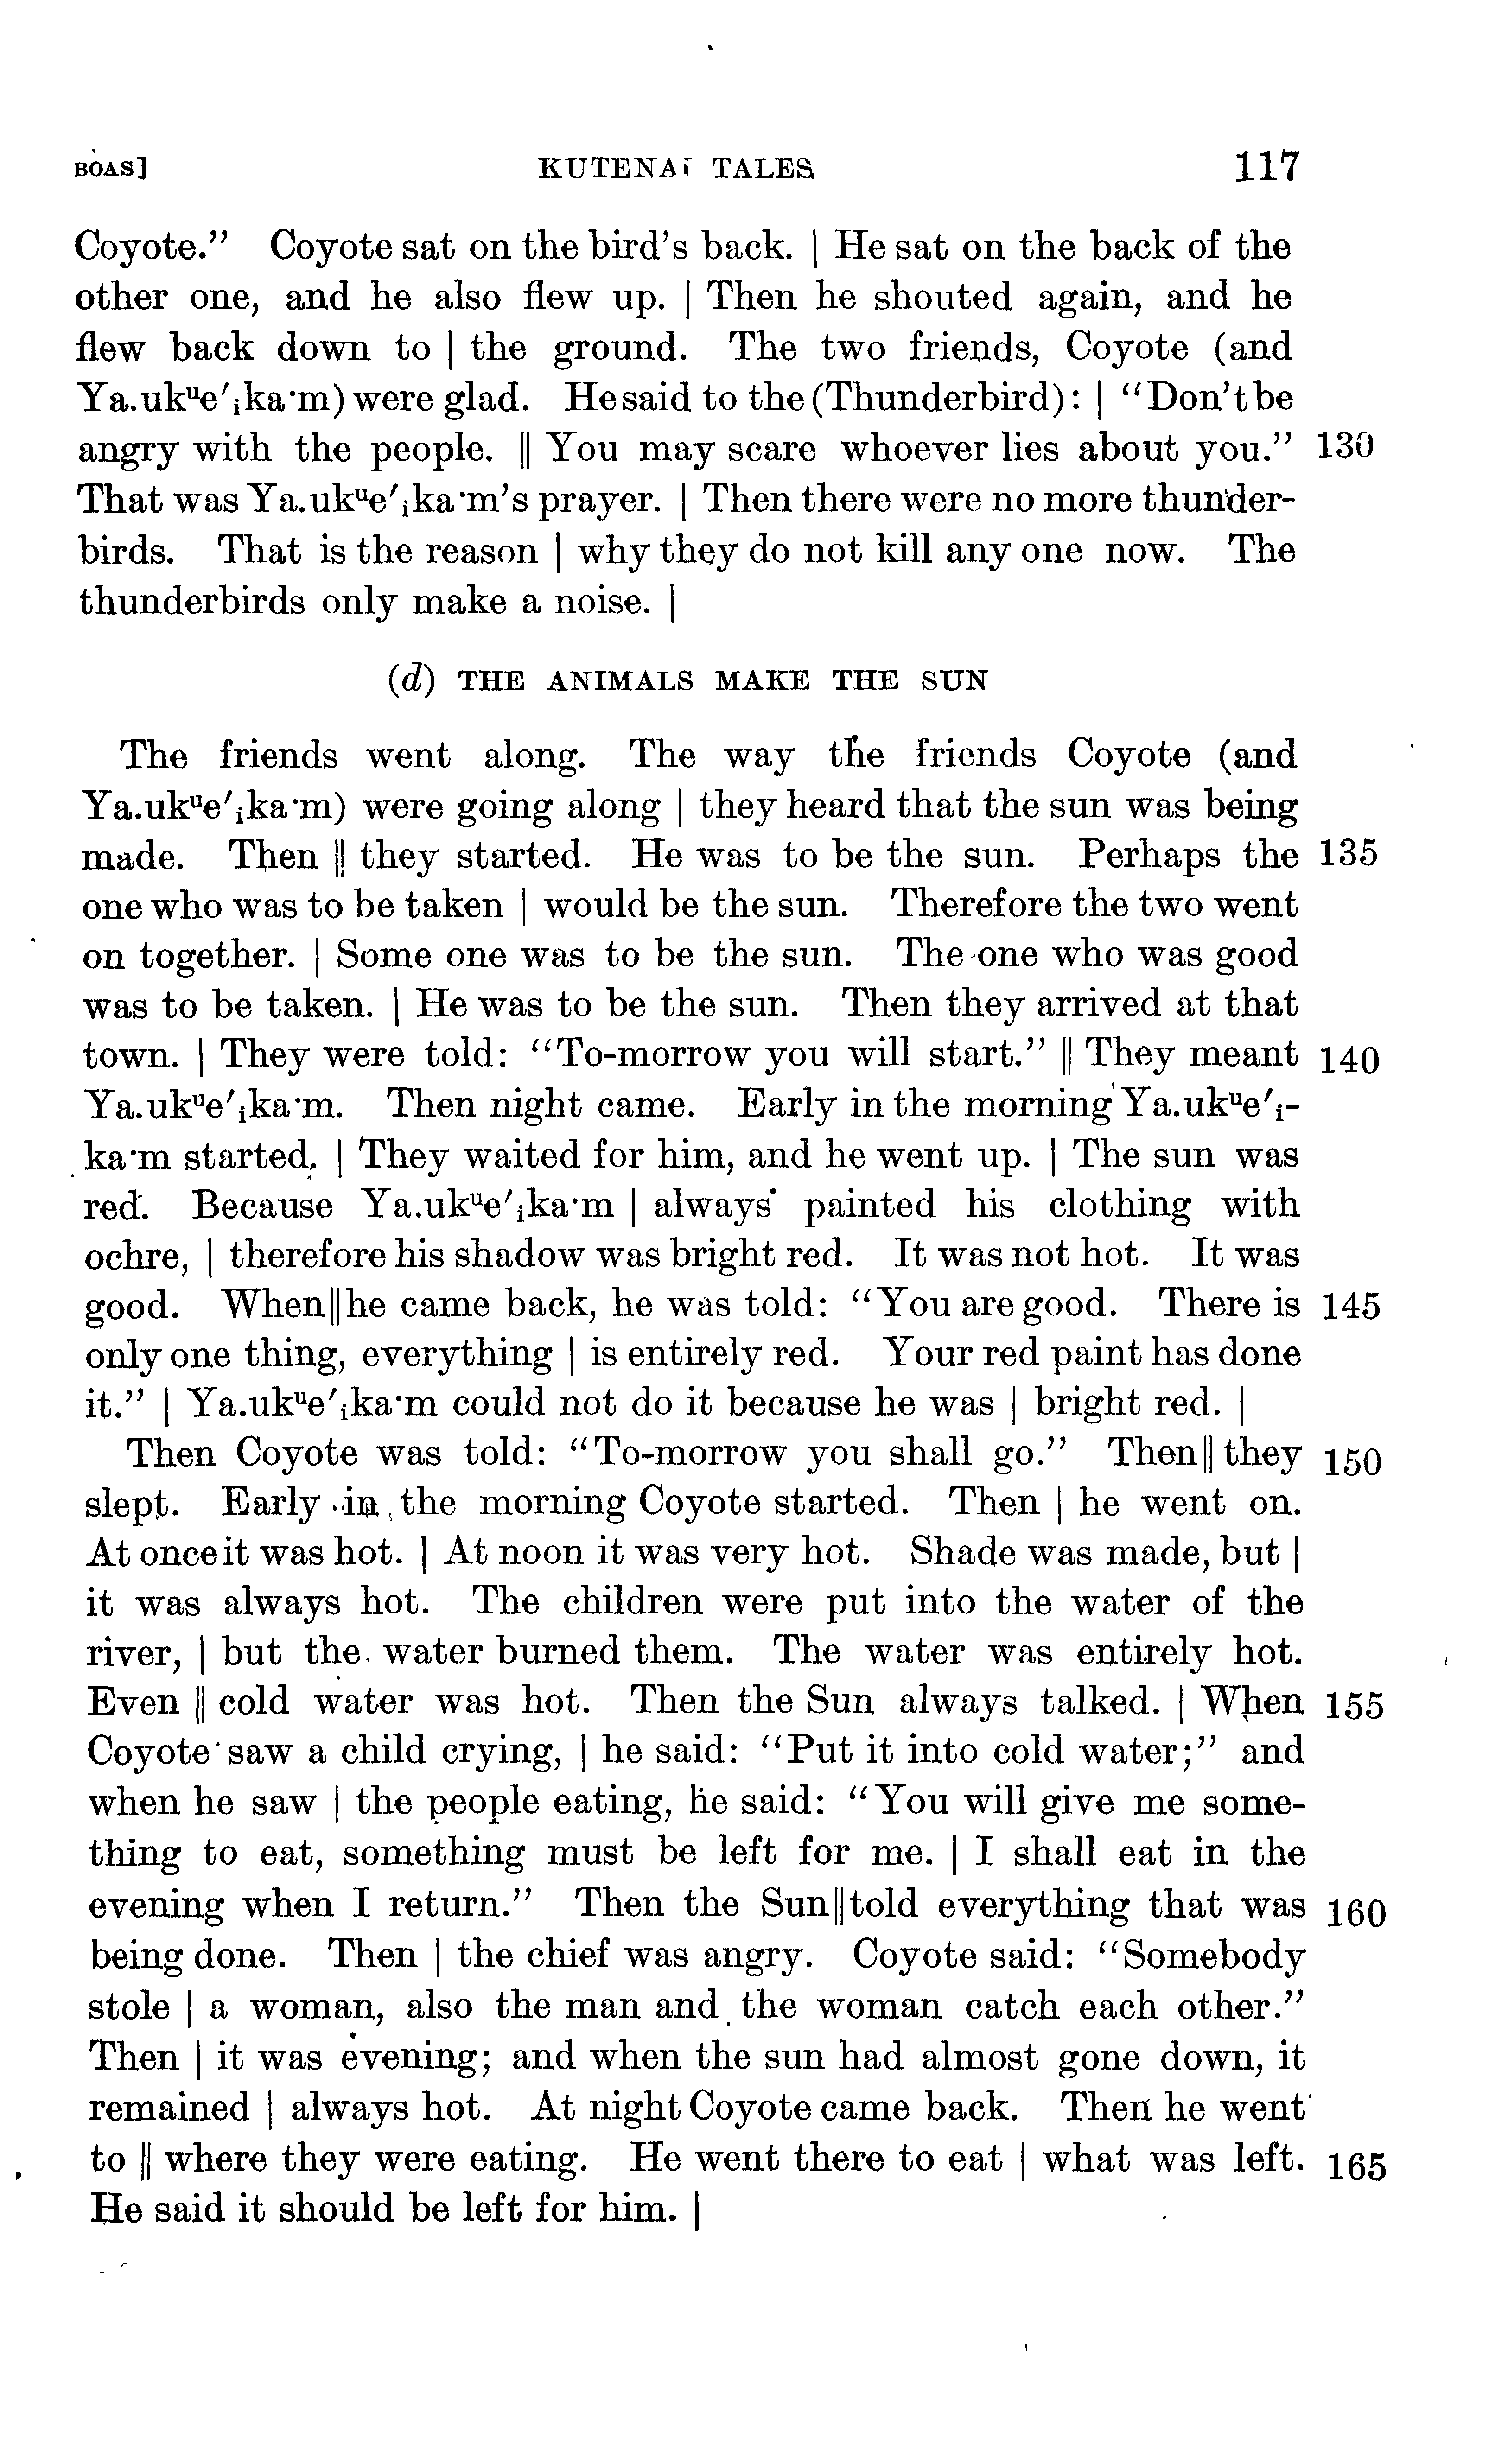 BOAS] KUTENAI TALES 117
Coyote.” Coyote sat on the bird’s back. | He sat on the back of the
other one, and he also flew up. | Then he shouted again, and he
flew back down to | the ground. The two friends, Coyote (and
Ya.ukᵘe′ᵢka·m) were glad. He said to the (Thunderbird): | “Don’t be
angry with the people. || You may scare whoever lies about you.” 130
That was Ya.ukᵘe′ᵢka·m’s prayer. | Then there were no more thunder-
birds. That is the reason | why they do not kill any one now. The
thunderbirds only make a noise. |
(d) THE ANIMALS MAKE THE SUN
The friends went along. The way the friends Coyote (and
Ya.ukᵘe′ᵢka·m) were going along | they heard that the sun was being
made. Then || they started. He was to be the sun. Perhaps the 135
one who was to be taken | would be the sun. Therefore the two went
on together. | Some one was to be the sun. The one who was good
was to be taken. | He was to be the sun. Then they arrived at that
town. | They were told: “To-morrow you will start.” || They meant 140
Ya.ukᵘe′ᵢka·m. Then night came. Early in the morning Ya.ukᵘe′ᵢ-
ka·m started. | They waited for him, and he went up. | The sun was
red. Because Ya.ukᵘe′ᵢka·m | always painted his clothing with
ochre, | therefore his shadow was bright red. It was not hot. It was
good. When || he came back, he was told: “You are good. There is 145
only one thing, everything | is entirely red. Your red paint has done
it.” | Ya.ukᵘe′ᵢka·m could not do it because he was | bright red. |
Then Coyote was told: “To-morrow you shall go.” Then || they 150
slept. Early in the morning Coyote started. Then | he went on.
At once it was hot. | At noon it was very hot. Shade was made, but |
it was always hot. The children were put into the water of the
river, | but the water burned them. The water was entirely hot.
Even || cold water was hot. Then the Sun always talked. | When 155
Coyote saw a child crying, | he said: “Put it into cold water;” and
when he saw | the people eating, he said: “You will give me some-
thing to eat, something must be left for me. | I shall eat in the
evening when I return.” Then the Sun || told everything that was 160
being done. Then | the chief was angry. Coyote said: “Somebody
stole | a woman, also the man and the woman catch each other.”
Then | it was evening; and when the sun had almost gone down, it
remained | always hot. At night Coyote came back. Then he went
to || where they were eating. He went there to eat | what was left. 165
He said it should be left for him. |